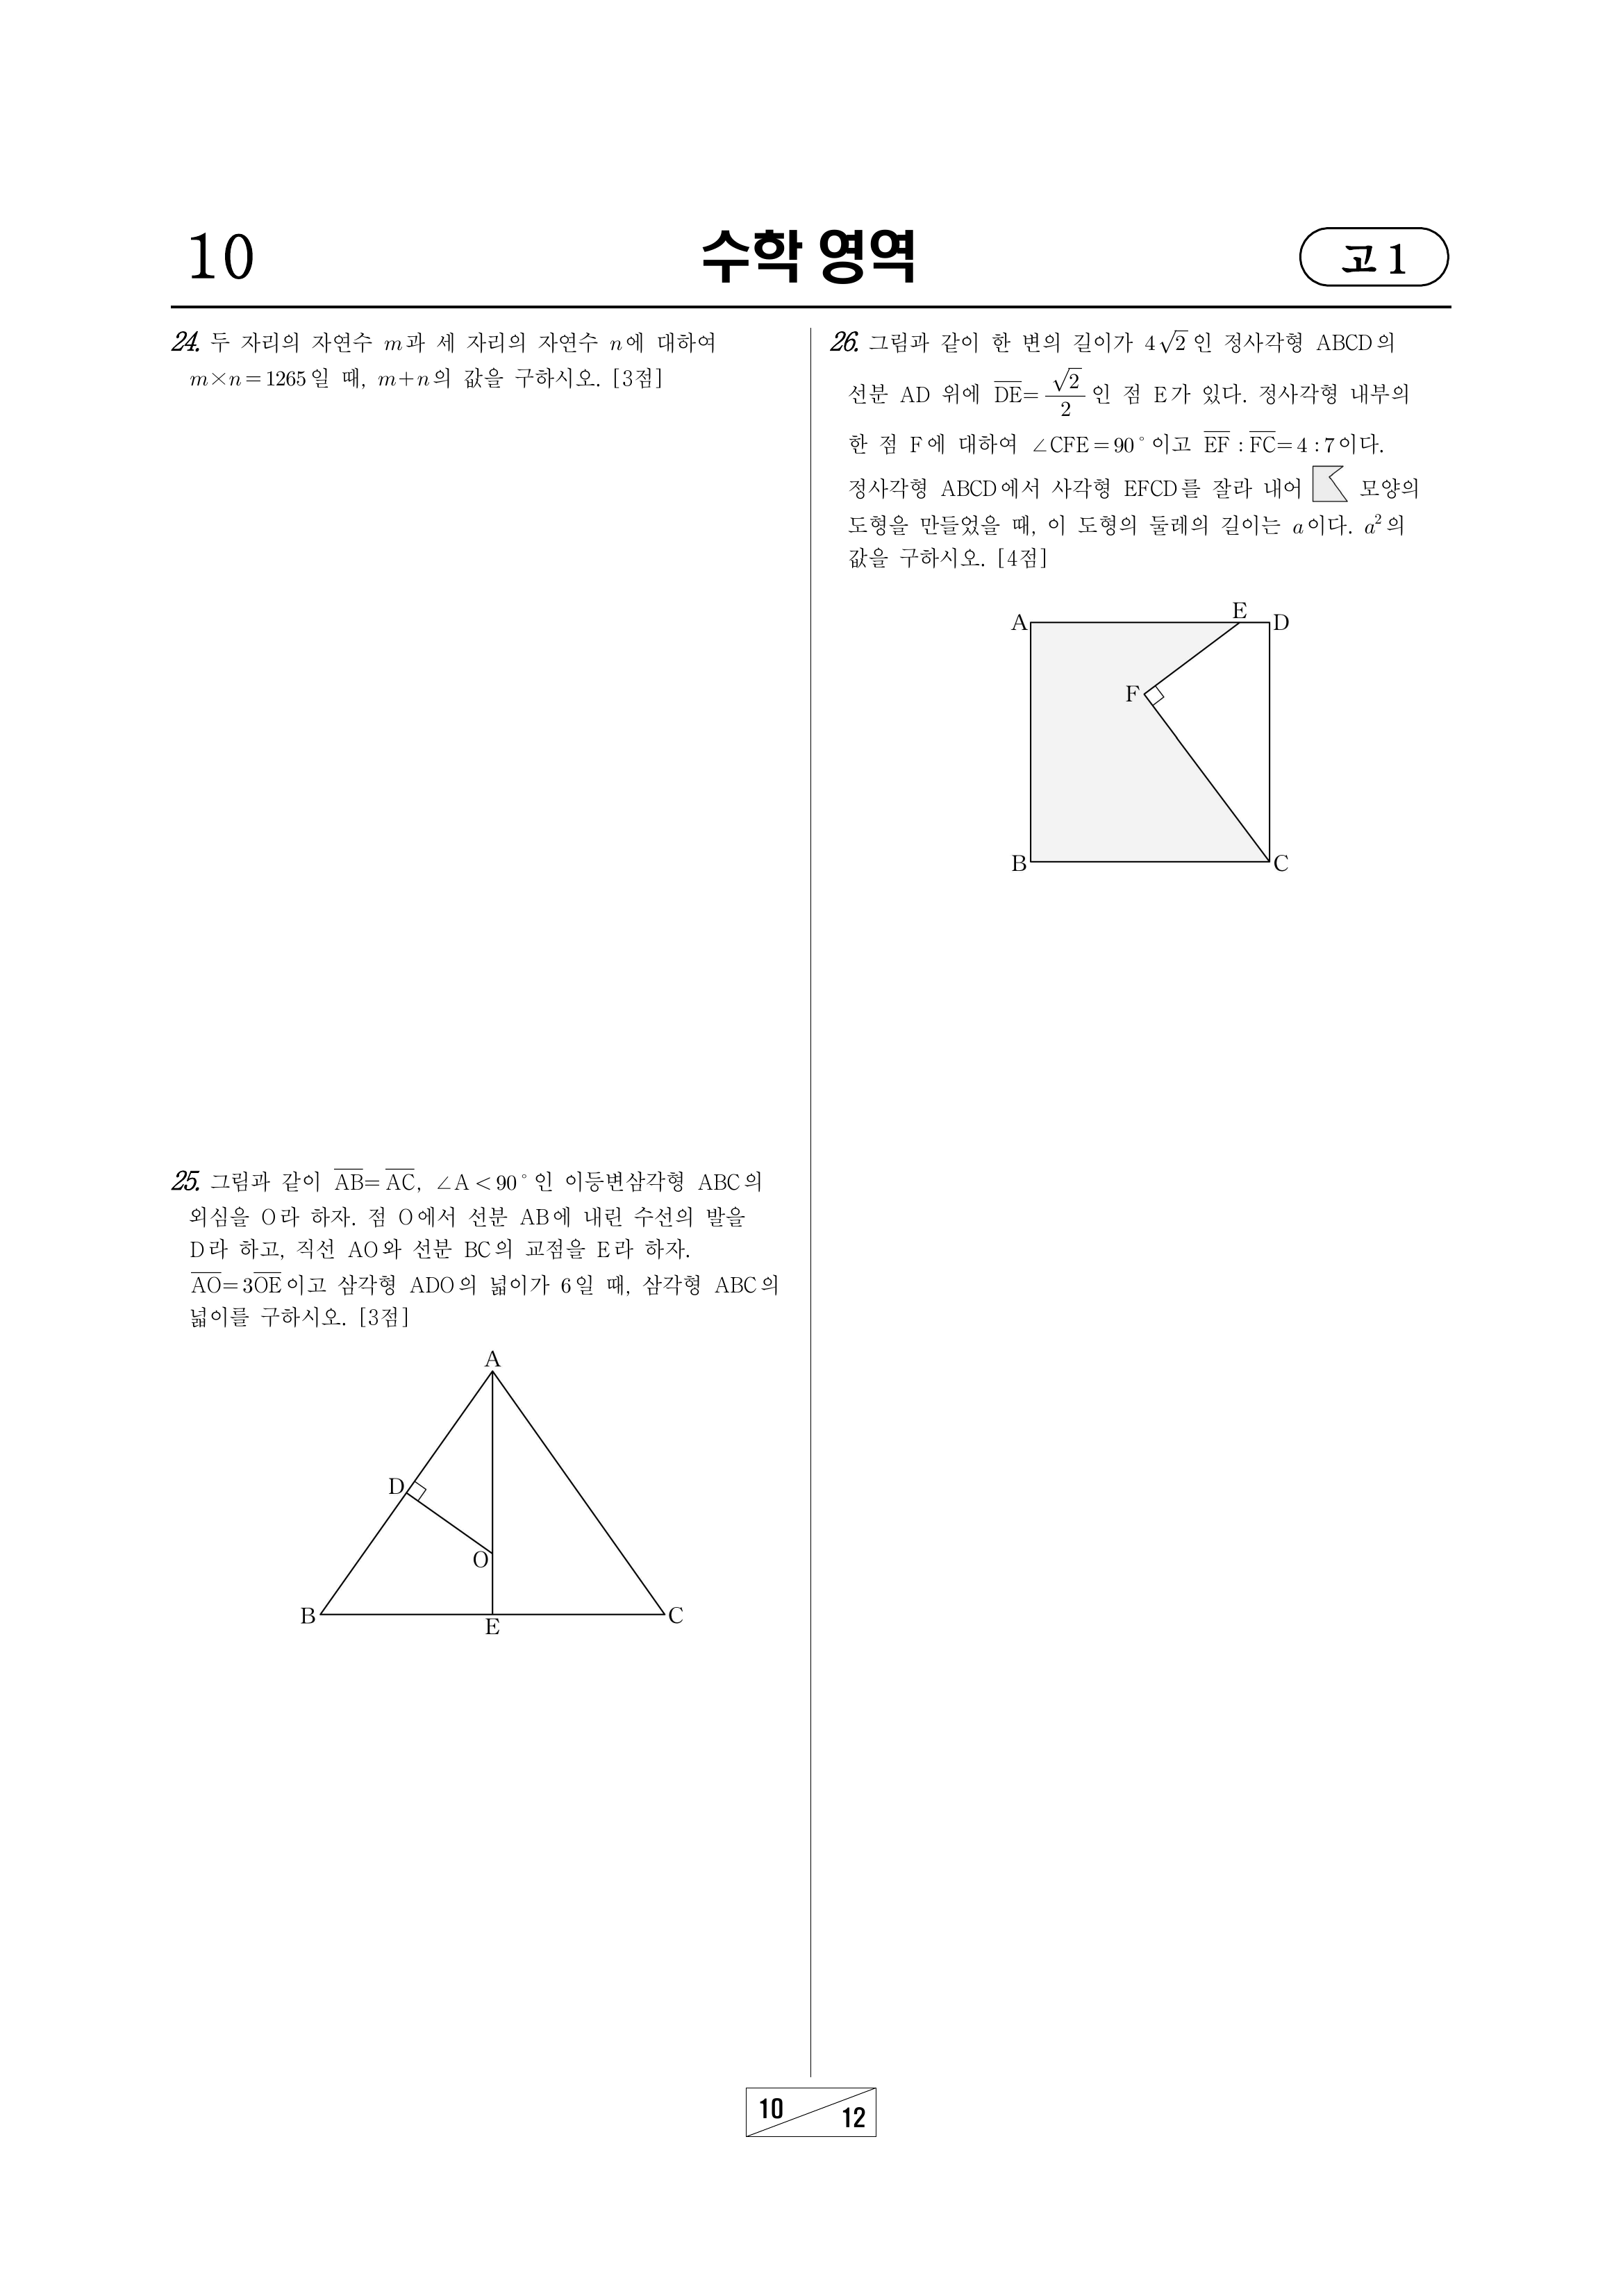 10
수학 영역
고 1
24. 두 자리의 자연수 m과 세 자리의 자연수 n에 대하여
m×n=1265일 때, m+n의 값을 구하시오. [3점]
25. 그림과 같이 \overline{AB}=\overline{AC}, ∠A<90°인 이등변삼각형 ABC의
외심을 O라 하자. 점 O에서 선분 AB에 내린 수선의 발을
D라 하고, 직선 AO와 선분 BC의 교점을 E라 하자.
\overline{AO}=3\overline{OE}이고 삼각형 ADO의 넓이가 6일 때, 삼각형 ABC의
넓이를 구하시오. [3점]
A
D
O
B
E
C
26. 그림과 같이 한 변의 길이가 4√2인 정사각형 ABCD의
선분 AD 위에 \overline{DE}=\frac{√2}{2}인 점 E가 있다. 정사각형 내부의
한 점 F에 대하여 ∠CFE=90°이고 \overline{EF}:\overline{FC}=4:7이다.
정사각형 ABCD에서 사각형 EFCD를 잘라 내어 모양의
도형을 만들었을 때, 이 도형의 둘레의 길이는 a이다. a²의
값을 구하시오. [4점]
E
A
D
F
B
C
10
12